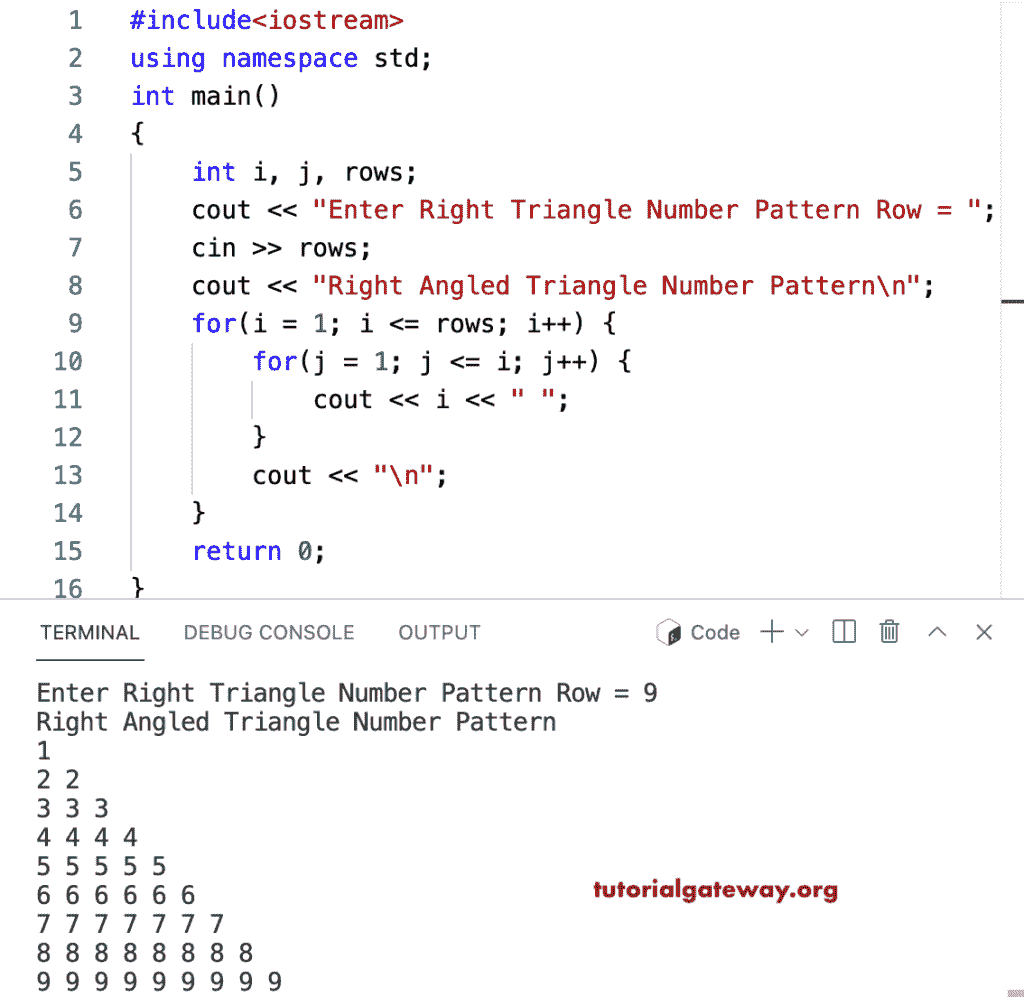 1 #include<iostream>
2 using namespace std;
3 int main()
4 {
5 int i, j, rows;
6 cout << "Enter Right Triangle Number Pattern Row = ";
7 cin >> rows;
8 cout << "Right Angled Triangle Number Pattern\n";
9 for(i = 1; i <= rows; i++) {
10 for(j = 1; j <= i; j++) {
11 cout << i << " ";
12 }
13 cout << "\n";
14 }
15 return 0;
16 }
TERMINAL DEBUG CONSOLE OUTPUT Code
Enter Right Triangle Number Pattern Row = 9
Right Angled Triangle Number Pattern
1
2 2
3 3 3
4 4 4 4
5 5 5 5 5
6 6 6 6 6 6
tutorialgateway.org
7 7 7 7 7 7 7
8 8 8 8 8 8 8 8
9 9 9 9 9 9 9 9 9